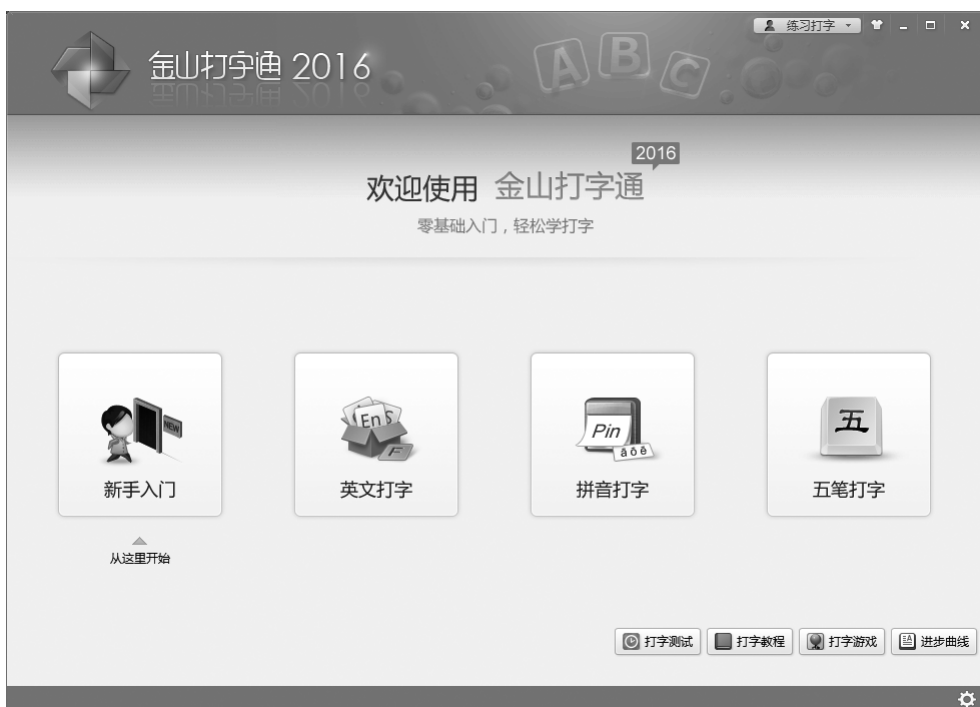 练习打字
金山打字通 2016
A B C
2016
欢迎使用 金山打字通
零基础入门，轻松学打字
NEW
En S
F
Pin
āôě
五
新手入门
英文打字
拼音打字
五笔打字
从这里开始
打字测试
打字教程
打字游戏
进步曲线